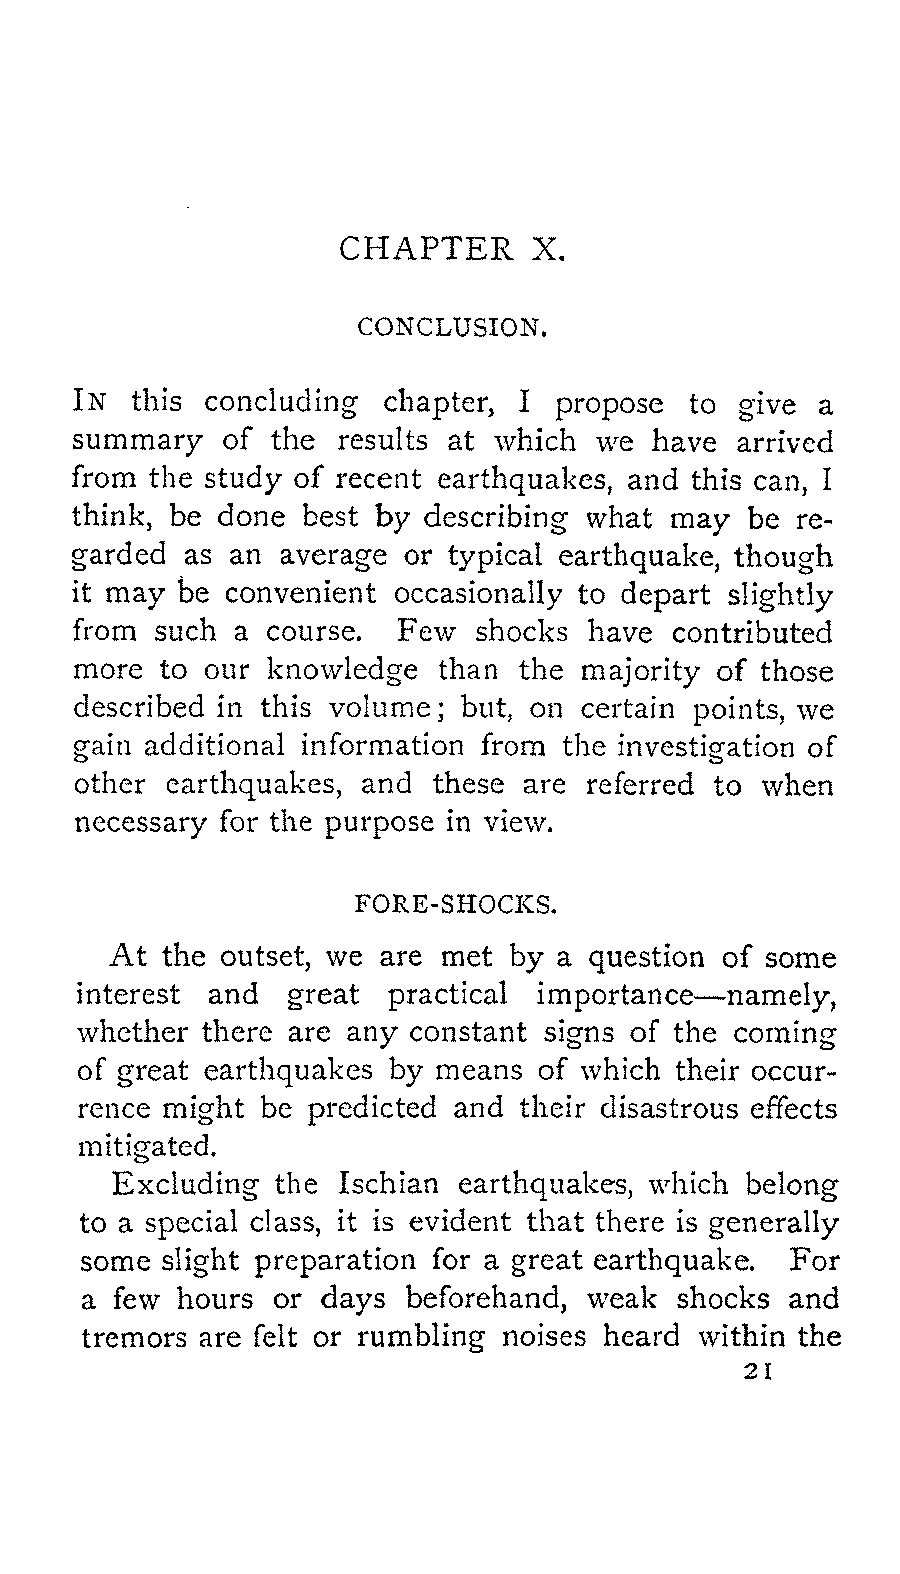 CHAPTER X.
CONCLUSION.
IN this concluding chapter, I propose to give a
summary of the results at which we have arrived
from the study of recent earthquakes, and this can, I
think, be done best by describing what may be re-
garded as an average or typical earthquake, though
it may be convenient occasionally to depart slightly
from such a course. Few shocks have contributed
more to our knowledge than the majority of those
described in this volume; but, on certain points, we
gain additional information from the investigation of
other earthquakes, and these are referred to when
necessary for the purpose in view.
FORE-SHOCKS.
At the outset, we are met by a question of some
interest and great practical importance—namely,
whether there are any constant signs of the coming
of great earthquakes by means of which their occur-
rence might be predicted and their disastrous effects
mitigated.
Excluding the Ischian earthquakes, which belong
to a special class, it is evident that there is generally
some slight preparation for a great earthquake. For
a few hours or days beforehand, weak shocks and
tremors are felt or rumbling noises heard within the
21